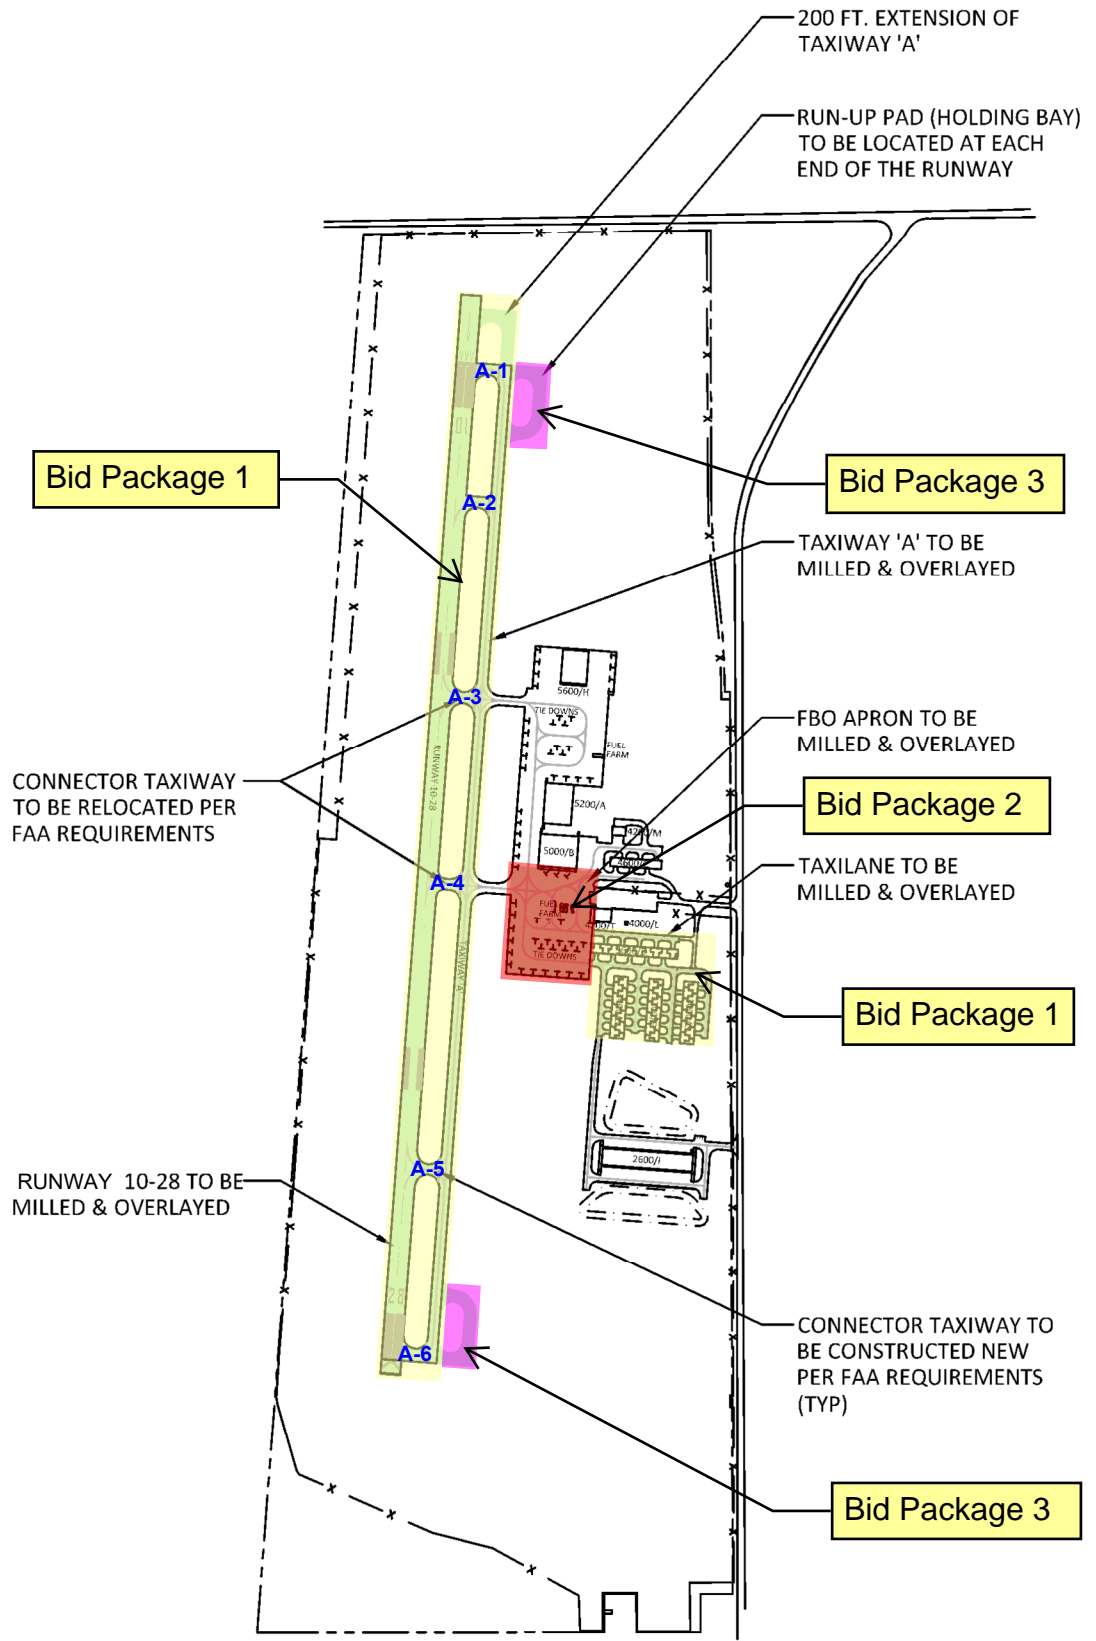 200 FT. EXTENSION OF
TAXIWAY 'A'
RUN-UP PAD (HOLDING BAY)
TO BE LOCATED AT EACH
END OF THE RUNWAY
A-1
Bid Package 1
Bid Package 3
A-2
TAXIWAY 'A' TO BE
MILLED & OVERLAYED
5600/H
A-3
TIE DOWNS
FUEL
FARM
FBO APRON TO BE
MILLED & OVERLAYED
RUNWAY 10-28
CONNECTOR TAXIWAY
TO BE RELOCATED PER
FAA REQUIREMENTS
5200/A
Bid Package 2
5000/B
TAXILANE TO BE
MILLED & OVERLAYED
A-4
FUEL
FARM
4000/L
TIE DOWNS
TAXIWAY 'A'
Bid Package 1
A-5
2600/I
RUNWAY 10-28 TO BE
MILLED & OVERLAYED
28
A-6
CONNECTOR TAXIWAY TO
BE CONSTRUCTED NEW
PER FAA REQUIREMENTS
(TYP)
Bid Package 3